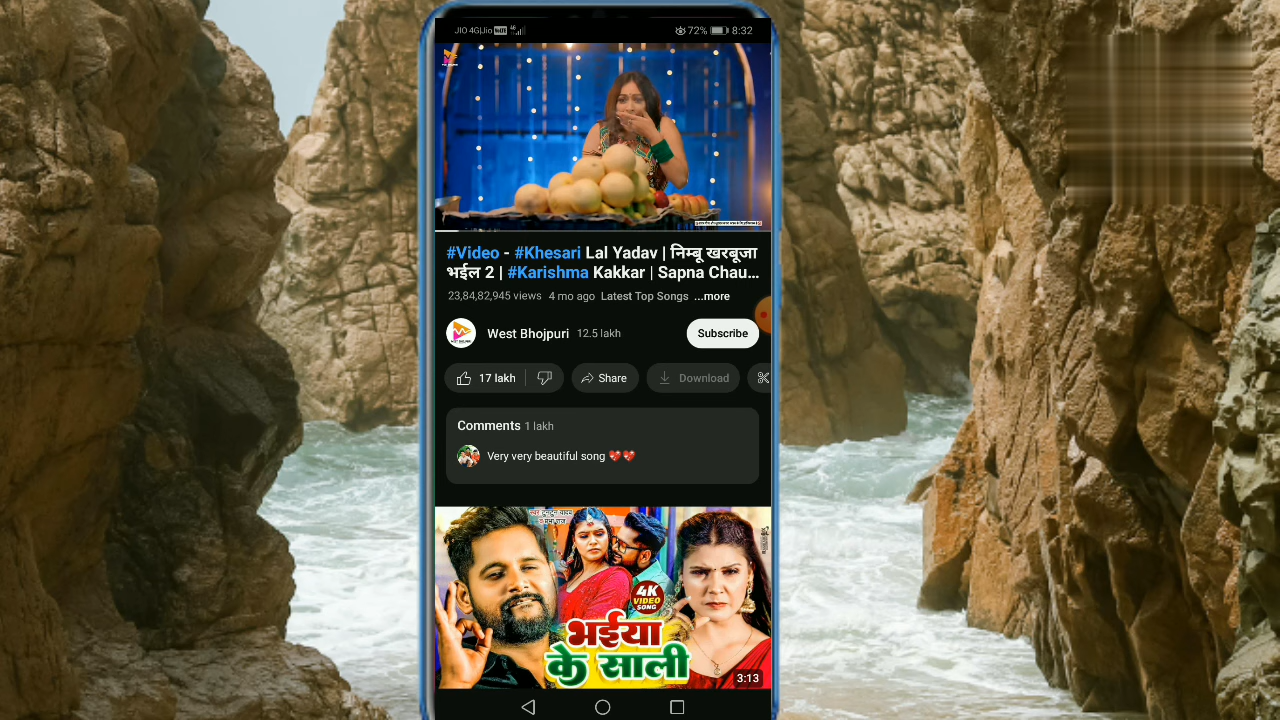 JIO 4G|Jio
72% 8:32
#Video - #Khesari Lal Yadav | निम्बू खरबूजा
भईल 2 | #Karishma Kakkar | Sapna Chau...
23,84,82,945 views 4 mo ago Latest Top Songs ...more
West Bhojpuri 12.5 lakh
Subscribe
17 lakh
Share
Download
Comments 1 lakh
Very very beautiful song 💖💖
4K
VIDEO
SONG
भईया
के साली
3:13